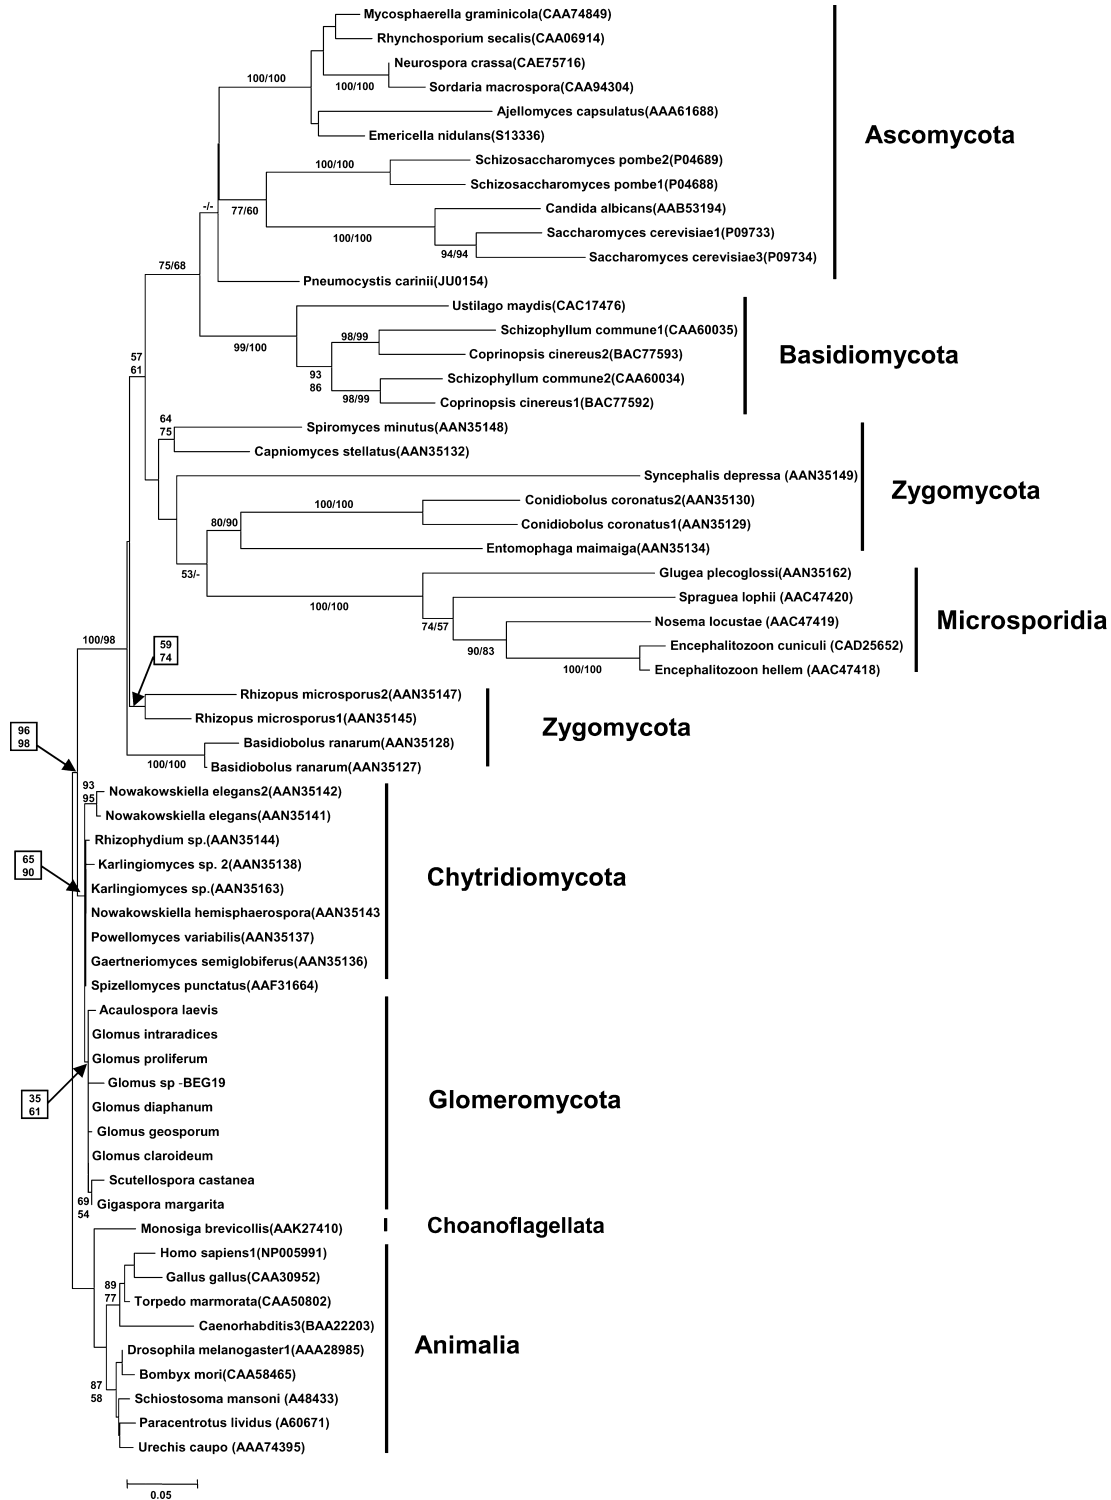 Mycosphaerella graminicola(CAA74849)
Rhynchosporium secalis(CAA06914)
Neurospora crassa(CAE75716)
100/100
100/100
Sordaria macrospora(CAA94304)
Ajellomyces capsulatus(AAA61688)
Emericella nidulans(S13336)
Ascomycota
Schizosaccharomyces pombe2(P04689)
100/100
Schizosaccharomyces pombe1(P04688)
-/-
77/60
Candida albicans(AAB53194)
Saccharomyces cerevisiae1(P09733)
100/100
94/94
Saccharomyces cerevisiae3(P09734)
75/68
Pneumocystis carinii(JU0154)
Ustilago maydis(CAC17476)
Schizophyllum commune1(CAA60035)
98/99
99/100
Coprinopsis cinereus2(BAC77593)
Basidiomycota
57
61
93
86
Schizophyllum commune2(CAA60034)
98/99
Coprinopsis cinereus1(BAC77592)
64
75
Spiromyces minutus(AAN35148)
Capniomyces stellatus(AAN35132)
Syncephalis depressa (AAN35149)
Zygomycota
Conidiobolus coronatus2(AAN35130)
100/100
80/90
Conidiobolus coronatus1(AAN35129)
Entomophaga maimaiga(AAN35134)
53/-
Glugea plecoglossi(AAN35162)
100/100
Spraguea lophii (AAC47420)
74/57
Nosema locustae (AAC47419)
Microsporidia
90/83
Encephalitozoon cuniculi (CAD25652)
100/100
Encephalitozoon hellem (AAC47418)
100/98
59
74
Rhizopus microsporus2(AAN35147)
Rhizopus microsporus1(AAN35145)
Zygomycota
96
98
Basidiobolus ranarum(AAN35128)
100/100
Basidiobolus ranarum(AAN35127)
93
95
Nowakowskiella elegans2(AAN35142)
Nowakowskiella elegans(AAN35141)
Rhizophydium sp.(AAN35144)
65
90
Karlingiomyces sp. 2(AAN35138)
Chytridiomycota
Karlingiomyces sp.(AAN35163)
Nowakowskiella hemisphaerospora(AAN35143
Powellomyces variabilis(AAN35137)
Gaertneriomyces semiglobiferus(AAN35136)
Spizellomyces punctatus(AAF31664)
Acaulospora laevis
Glomus intraradices
Glomus proliferum
Glomus sp -BEG19
35
61
Glomeromycota
Glomus diaphanum
Glomus geosporum
Glomus claroideum
Scutellospora castanea
69
54
Gigaspora margarita
Monosiga brevicollis(AAK27410)
Choanoflagellata
Homo sapiens1(NP005991)
Gallus gallus(CAA30952)
89
77
Torpedo marmorata(CAA50802)
Caenorhabditis3(BAA22203)
Animalia
Drosophila melanogaster1(AAA28985)
Bombyx mori(CAA58465)
87
58
Schiostosoma mansoni (A48433)
Paracentrotus lividus (A60671)
Urechis caupo (AAA74395)
0.05